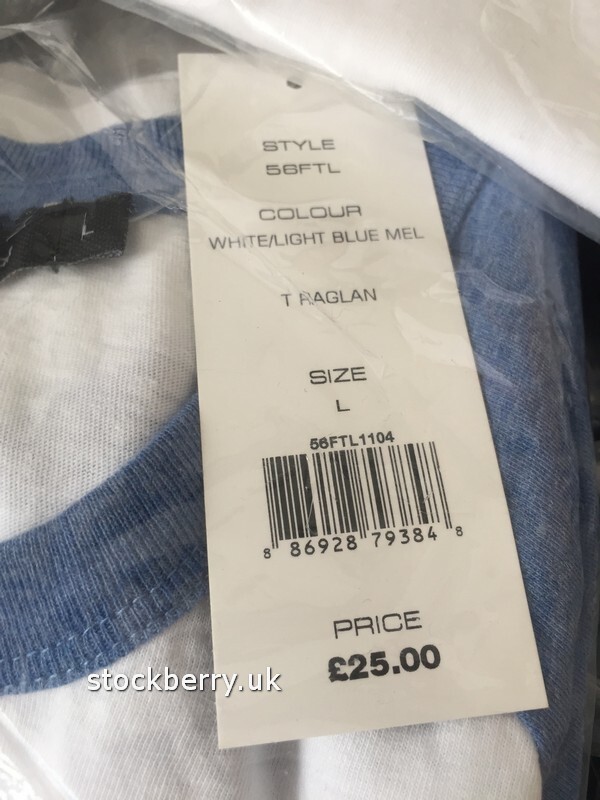 STYLE
56FTL
COLOUR
WHITE/LIGHT BLUE MEL
T RAGLAN
SIZE
L
56FTL1104
8 86928 79384 8
PRICE
£25.00
L
stockberry.uk